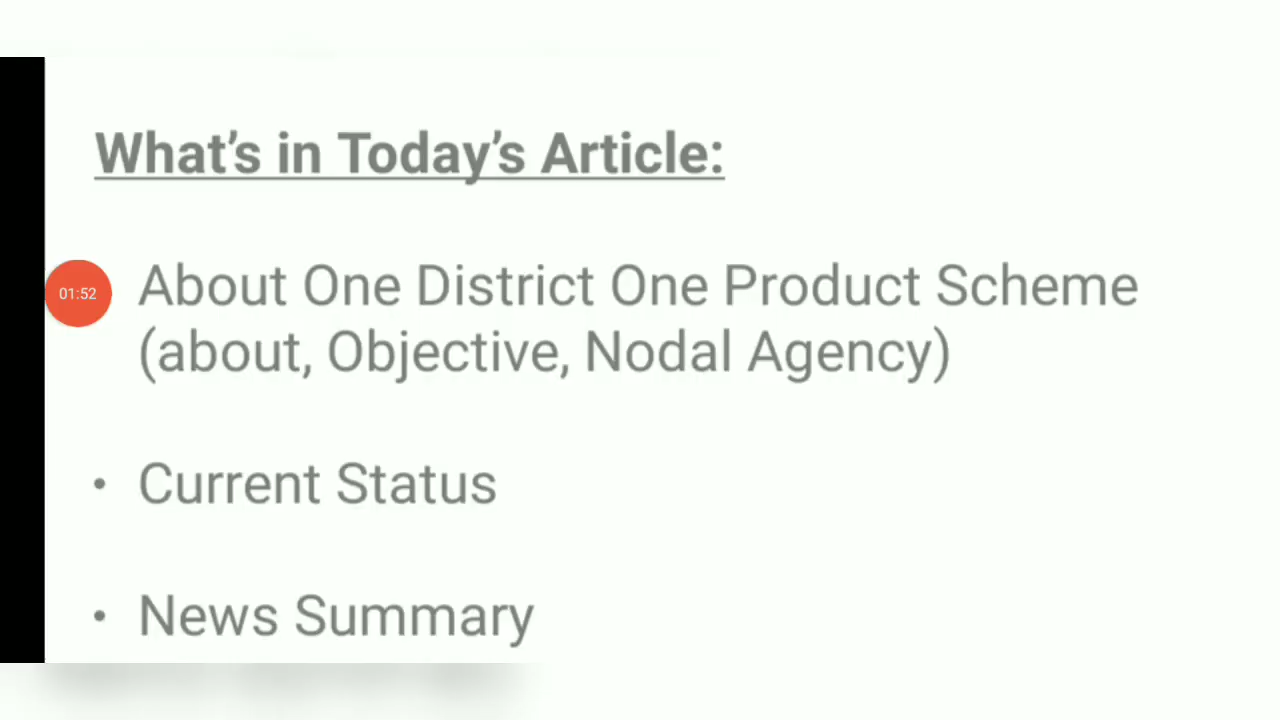 What’s in Today’s Article:
01:52
About One District One Product Scheme
(about, Objective, Nodal Agency)
• Current Status
• News Summary